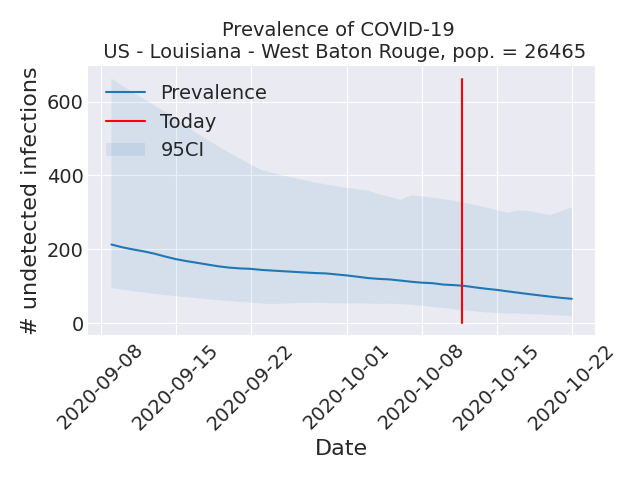 Prevalence of COVID-19
US - Louisiana - West Baton Rouge, pop. = 26465
# undetected infections
600
400
200
0
Prevalence
Today
95CI
2020-09-08
2020-09-15
2020-09-22
2020-10-01
2020-10-08
2020-10-15
2020-10-22
Date